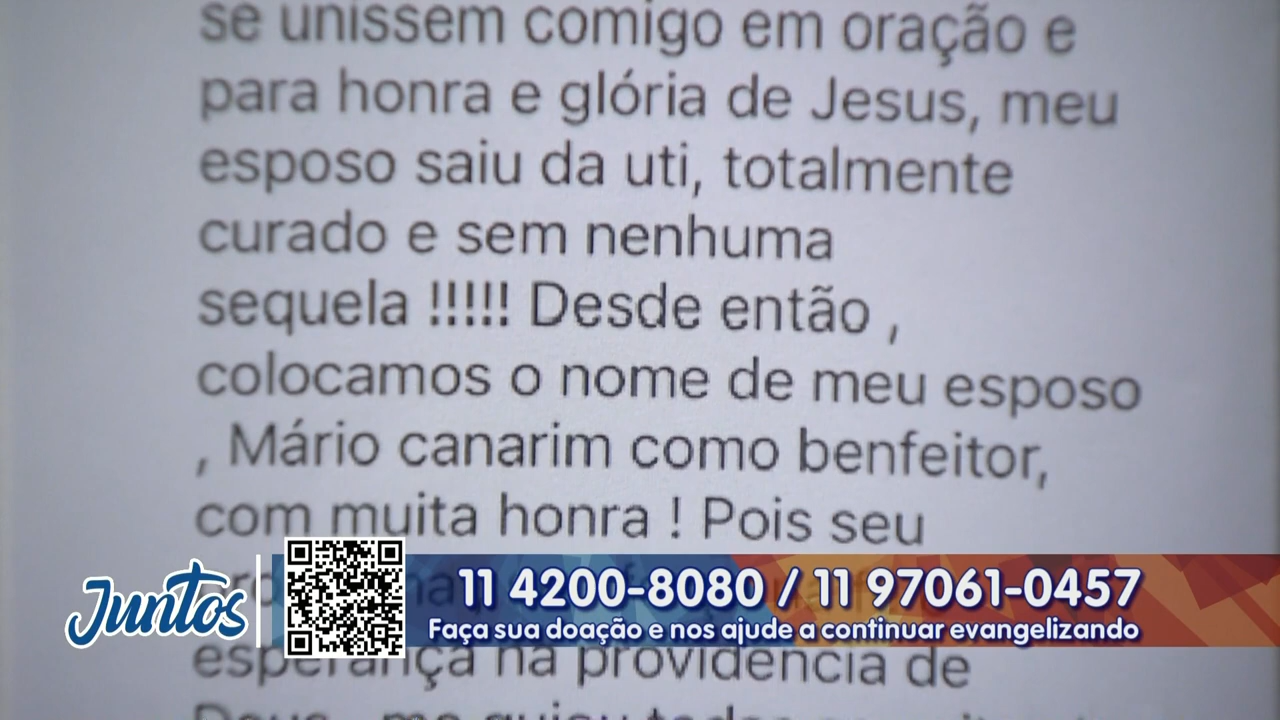 se unissem comigo em oração e
para honra e glória de Jesus, meu
esposo saiu da uti, totalmente
curado e sem nenhuma
sequela !!!!! Desde então ,
colocamos o nome de meu esposo
, Mário canarim como benfeitor,
com muita honra ! Pois seu
esperança na providência de
Juntos
11 4200-8080 / 11 97061-0457
Faça sua doação e nos ajude a continuar evangelizando